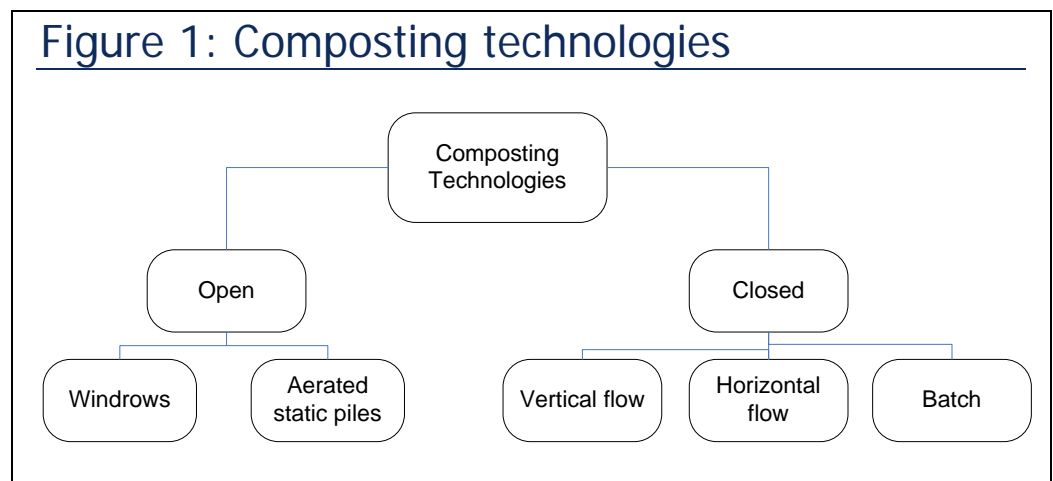 Figure 1: Composting technologies
Composting
Technologies
Open
Closed
Windrows
Aerated
static piles
Vertical flow
Horizontal
flow
Batch